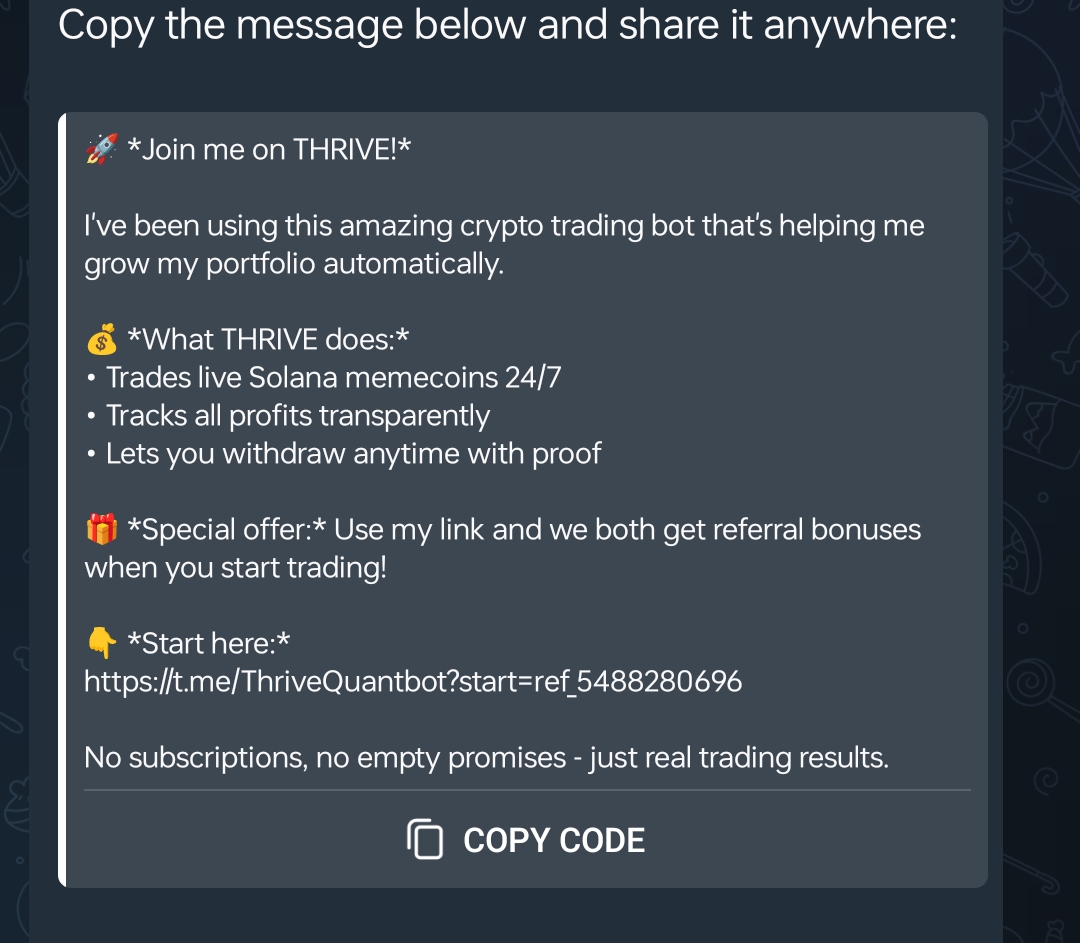 Copy the message below and share it anywhere:
🚀 *Join me on THRIVE!*
I've been using this amazing crypto trading bot that's helping me
grow my portfolio automatically.
💰 *What THRIVE does:*
• Trades live Solana memecoins 24/7
• Tracks all profits transparently
• Lets you withdraw anytime with proof
🎁 *Special offer:* Use my link and we both get referral bonuses
when you start trading!
👇 *Start here:*
https://t.me/ThriveQuantbot?start=ref_5488280696
No subscriptions, no empty promises - just real trading results.
COPY CODE